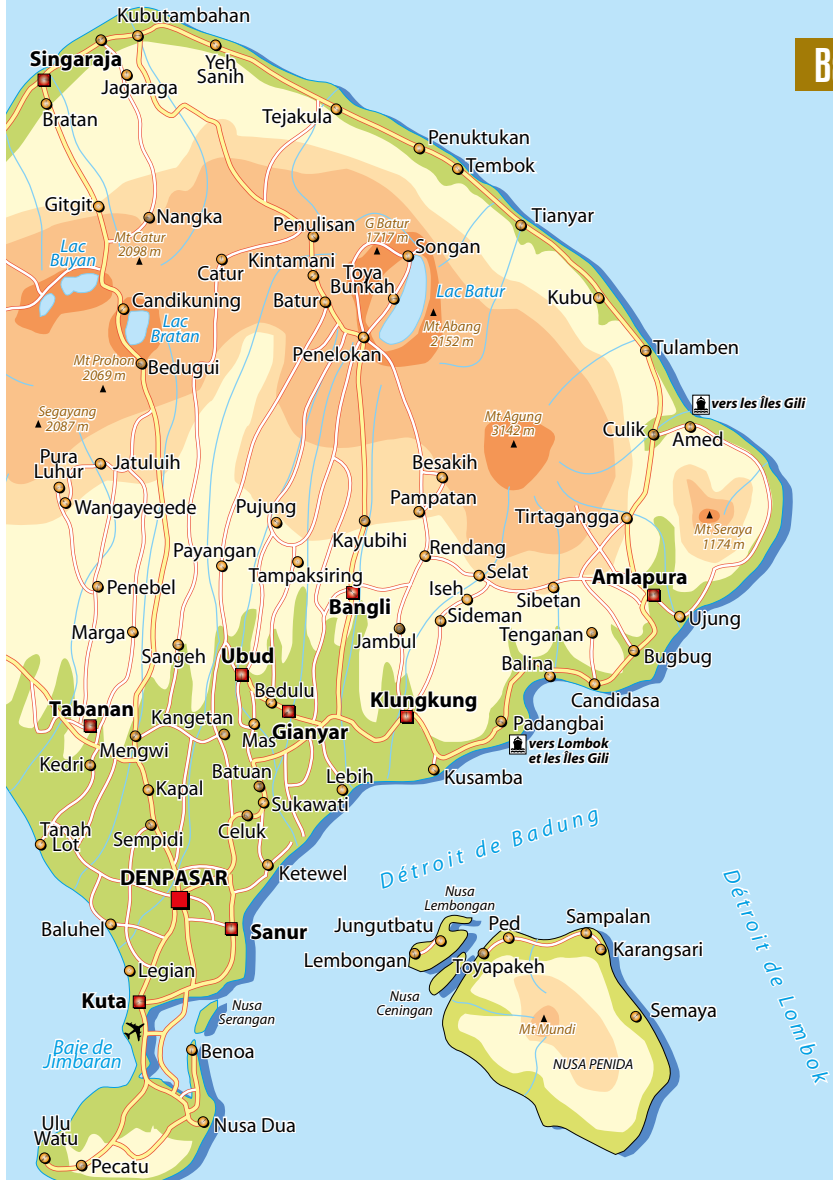 Kubutambahan
B
Singaraja
Yeh
Sanih
Jagaraga
Bratan
Tejakula
Penuktukan
Tembok
Gitgit
Nangka
Tianyar
Penulisan
G Batur
1717 m
Songan
Mt Catur
2098 m
Lac
Buyan
Catur
Kintamani
Toya
Bunkah
Lac Batur
Kubu
Candikuning
Batur
Lac
Bratan
Mt Abang
2152 m
Penelokan
Tulamben
Mt Prohon
2069 m
Bedugui
vers les Îles Gili
Segayang
2087 m
Mt Agung
3142 m
Culik
Amed
Pura
Luhur
Jatuluih
Besakih
Wangayegede
Pujung
Pampatan
Tirtagangga
Mt Seraya
1174 m
Payangan
Kayubihi
Rendang
Tampaksiring
Selat
Amlapura
Penebel
Iseh
Sibetan
Bangli
Sideman
Ujung
Marga
Jambul
Tenganan
Sangeh
Ubud
Balina
Bugbug
Bedulu
Klungkung
Candidasa
Tabanan
Kangetan
Mas
Gianyar
Padangbai
Mengwi
vers Lombok
et les Îles Gili
Kedri
Batuan
Lebih
Kusamba
Kapal
Sukawati
Tanah
Lot
Sempidi
Celuk
Détroit de Badung
DENPASAR
Ketewel
Détroit de Lombok
Nusa
Lembongan
Baluhel
Sanur
Jungutbatu
Ped
Sampalan
Karangsari
Lembongan
Toyapakeh
Legian
Kuta
Nusa
Serangan
Nusa
Ceningan
Semaya
Mt Mundi
Baie de
Jimbaran
Benoa
NUSA PENIDA
Ulu
Watu
Nusa Dua
Pecatu